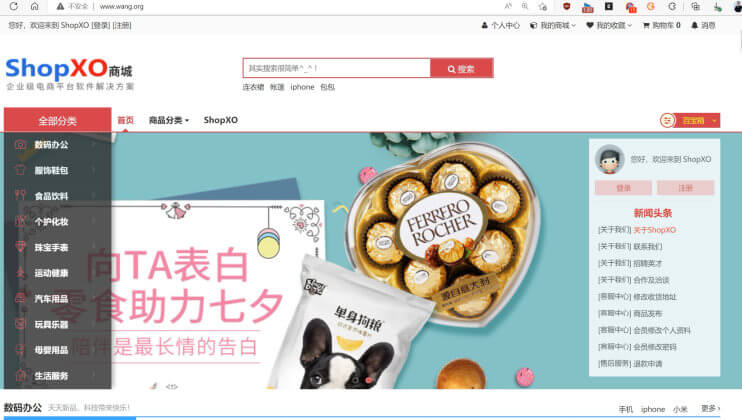 不安全 | www.wang.org
您好，欢迎来到 ShopXO [登录] [注册]
个人中心 我的商城 我的收藏 购物车 0 消息
ShopXO商城
企业级电商平台软件解决方案
其实搜索很简单^_^！ 搜索
连衣裙 帐篷 iphone 包包
全部分类 首页 商品分类 ShopXO 百宝箱
数码办公
服饰鞋包
食品饮料
个护化妆
珠宝手表
运动健康
汽车用品
玩具乐器
母婴用品
生活服务
向TA表白
零食助力七夕
陪伴是最长情的告白
FERRERO
ROCHER
源自意大利
单身狗粮
您好，欢迎来到 ShopXO
登录 注册
新闻头条
[关于我们] 关于ShopXO
[关于我们] 联系我们
[关于我们] 招聘英才
[关于我们] 合作及洽谈
[客服中心] 修改收货地址
[客服中心] 商品发布
[客服中心] 会员修改个人资料
[客服中心] 会员修改密码
[售后服务] 退款申请
数码办公 天天新品，科技带来快乐！ 手机 iphone 小米 更多